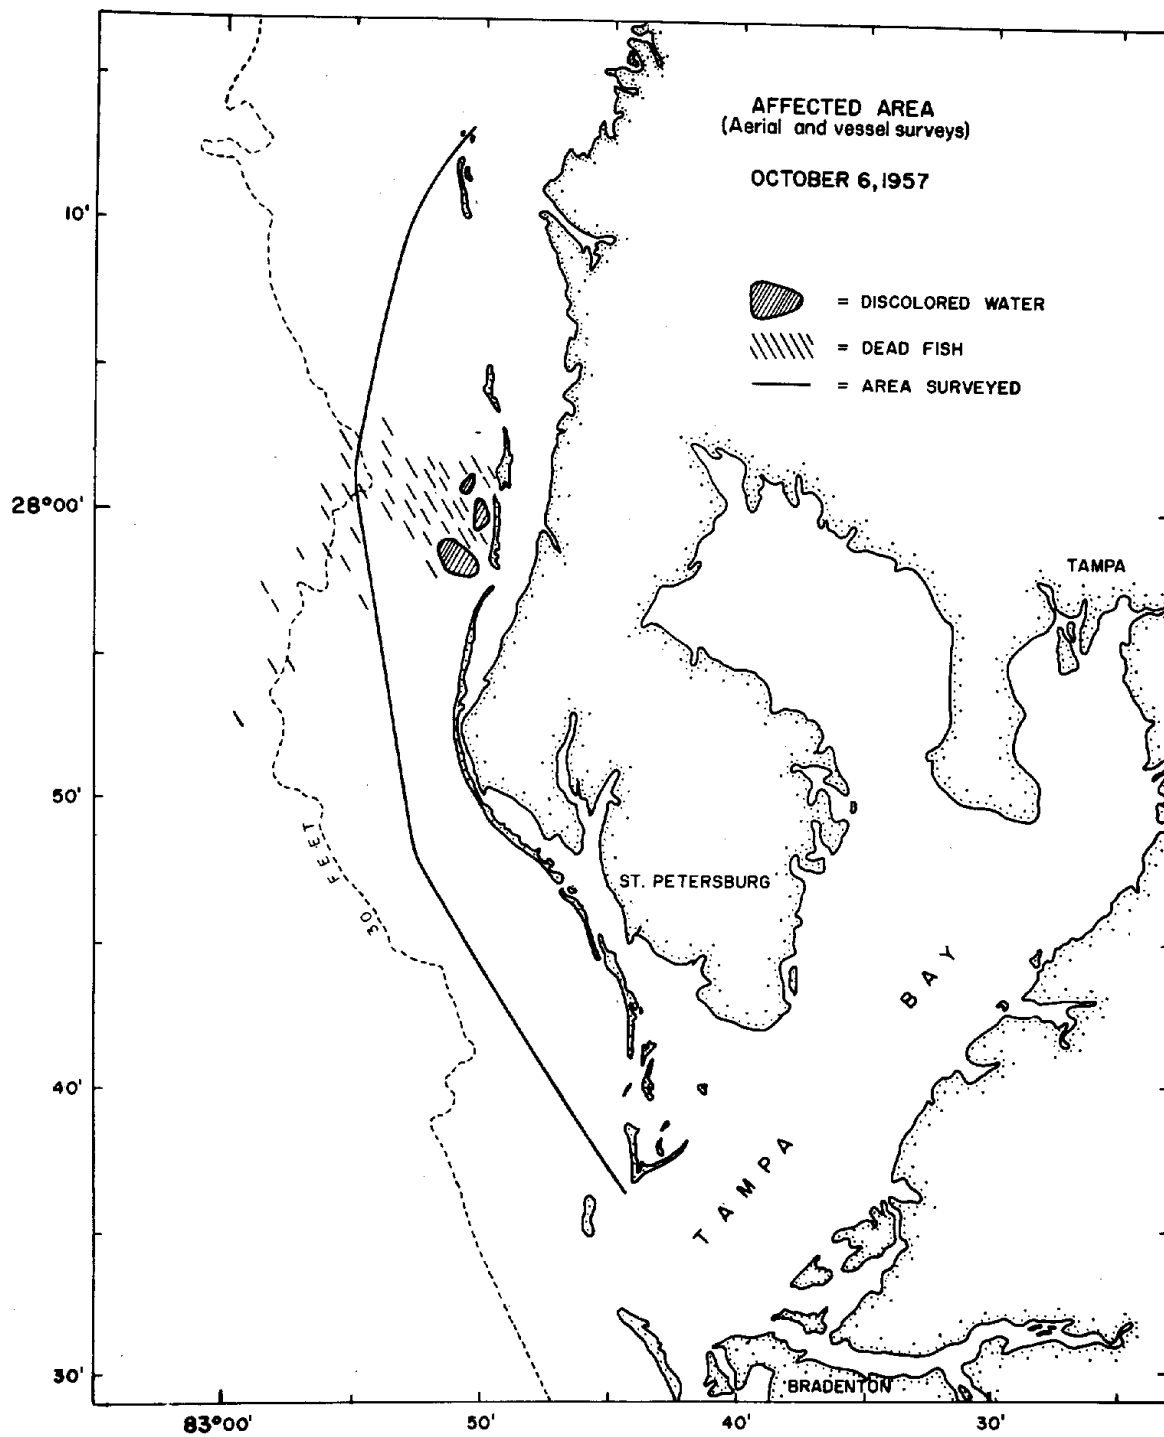 AFFECTED AREA
(Aerial and vessel surveys)
OCTOBER 6, 1957
10'
= DISCOLORED WATER
= DEAD FISH
= AREA SURVEYED
28°00'
TAMPA
50'
30 FEET
ST. PETERSBURG
TAMPA BAY
40'
30'
BRADENTON
83°00'
50'
40'
30'